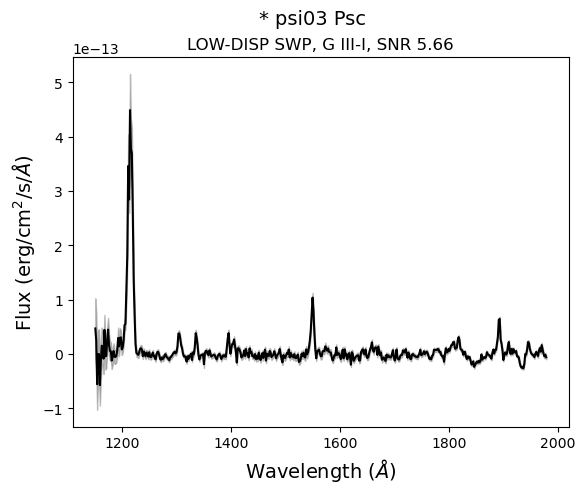 * psi03 Psc
LOW-DISP SWP, G III-I, SNR 5.66
1e−13
5
4
3
2
1
0
−1
Flux (erg/cm²/s/Å)
1200 1400 1600 1800 2000
Wavelength (Å)